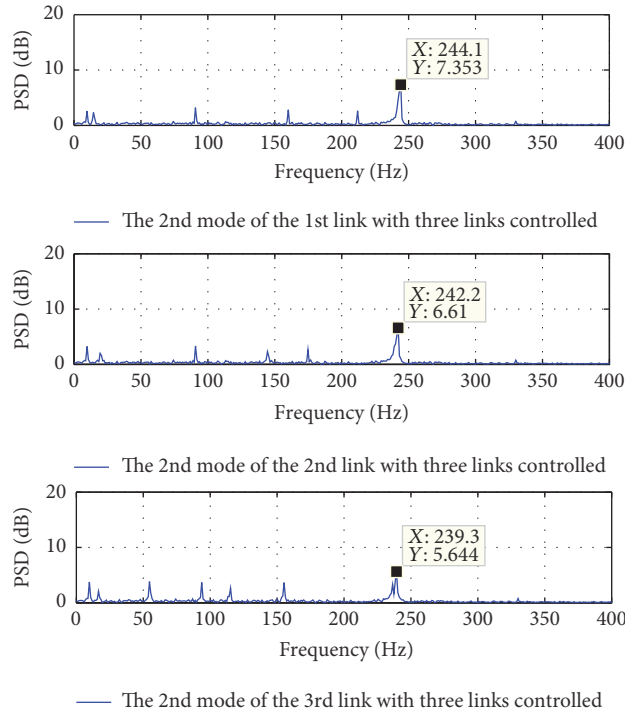 20
10
0
PSD (dB)
X: 244.1
Y: 7.353
0 50 100 150 200 250 300 350 400
Frequency (Hz)
The 2nd mode of the 1st link with three links controlled
20
10
0
PSD (dB)
X: 242.2
Y: 6.61
0 50 100 150 200 250 300 350 400
Frequency (Hz)
The 2nd mode of the 2nd link with three links controlled
20
10
0
PSD (dB)
X: 239.3
Y: 5.644
0 50 100 150 200 250 300 350 400
Frequency (Hz)
The 2nd mode of the 3rd link with three links controlled